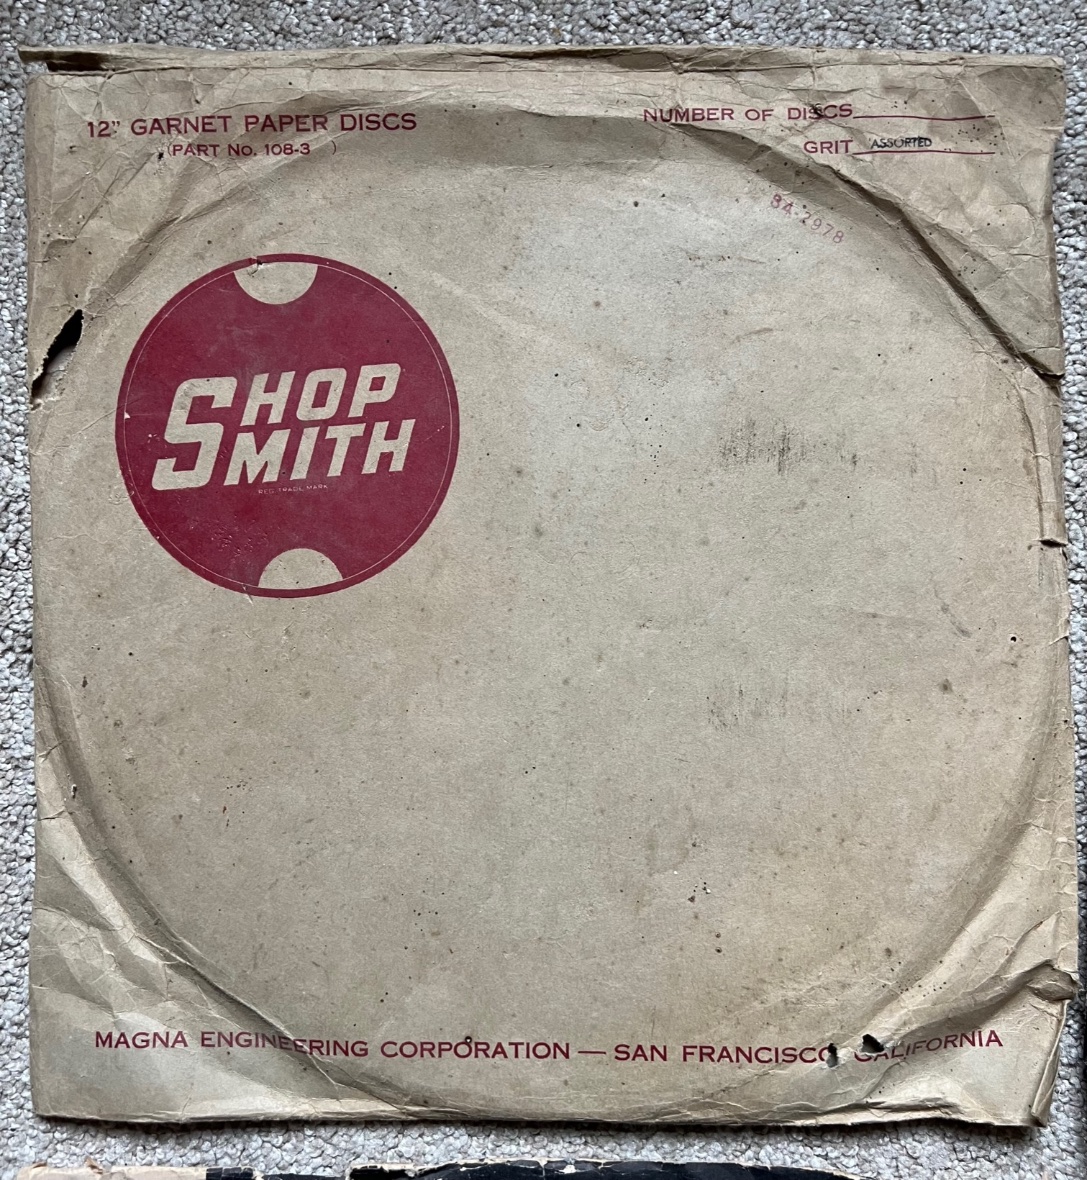 12" GARNET PAPER DISCS
(PART NO. 108-3 )
NUMBER OF DISCS
GRIT ASSORTED
84-2978
SHOP
SMITH
REG. TRADE MARK
MAGNA ENGINEERING CORPORATION — SAN FRANCISCO CALIFORNIA